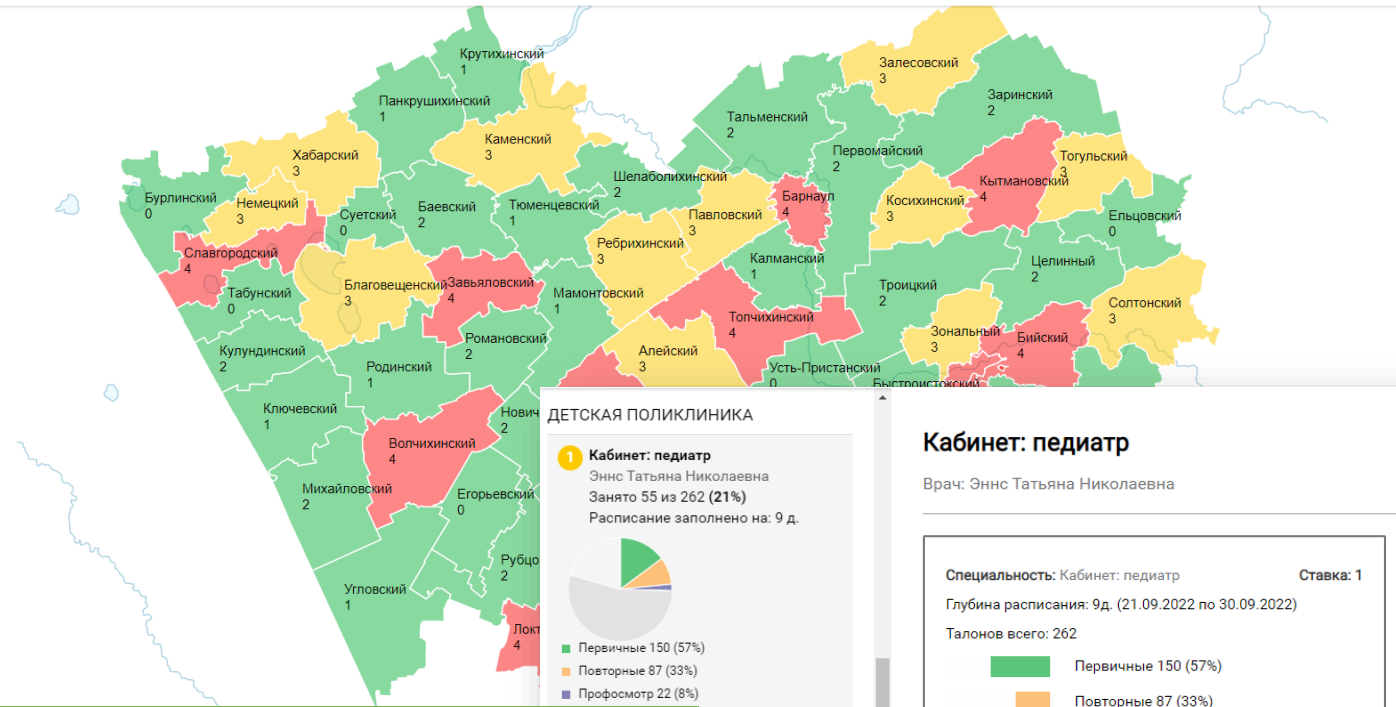 Крутихинский
1
Залесовский
3
Панкрушихинский
1
Заринский
2
Тальменский
2
Каменский
3
Первомайский
2
Хабарский
3
Тогульский
3
Шелаболихинский
2
Кытмановский
4
Бурлинский
0
Немецкий
3
Суетский
0
Баевский
2
Тюменцевский
1
Павловский
3
Барнаул
4
Косихинский
3
Ельцовский
0
Славгородский
4
Ребрихинский
3
Калманский
1
Целинный
2
Табунский
0
Благовещенский
3
Завьяловский
4
Мамонтовский
1
Троицкий
2
Солтонский
3
Топчихинский
4
Зональный
3
Бийский
4
Кулундинский
2
Романовский
2
Алейский
3
Родинский
1
Усть-Пристанский
0
Быстроистокский
Ключевский
1
Нович
2
Волчихинский
4
Михайловский
2
Егорьевский
0
Рубцо
2
Угловский
1
Локт
4
ДЕТСКАЯ ПОЛИКЛИНИКА
1
Кабинет: педиатр
Эннс Татьяна Николаевна
Занято 55 из 262 (21%)
Расписание заполнено на: 9 д.
Первичные 150 (57%)
Повторные 87 (33%)
Профосмотр 22 (8%)
Кабинет: педиатр
Врач: Эннс Татьяна Николаевна
Специальность: Кабинет: педиатр Ставка: 1
Глубина расписания: 9д. (21.09.2022 по 30.09.2022)
Талонов всего: 262
Первичные 150 (57%)
Повторные 87 (33%)